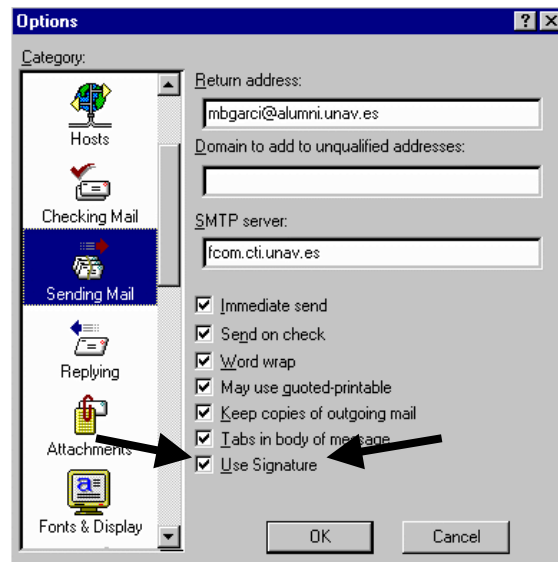 Options
Category:
Hosts
Checking Mail
Sending Mail
Replying
Attachments
Fonts & Display
Return address:
mbgarci@alumni.unav.es
Domain to add to unqualified addresses:
SMTP server:
fcom.cti.unav.es
Immediate send
Send on check
Word wrap
May use quoted-printable
Keep copies of outgoing mail
Tabs in body of message
Use Signature
OK
Cancel